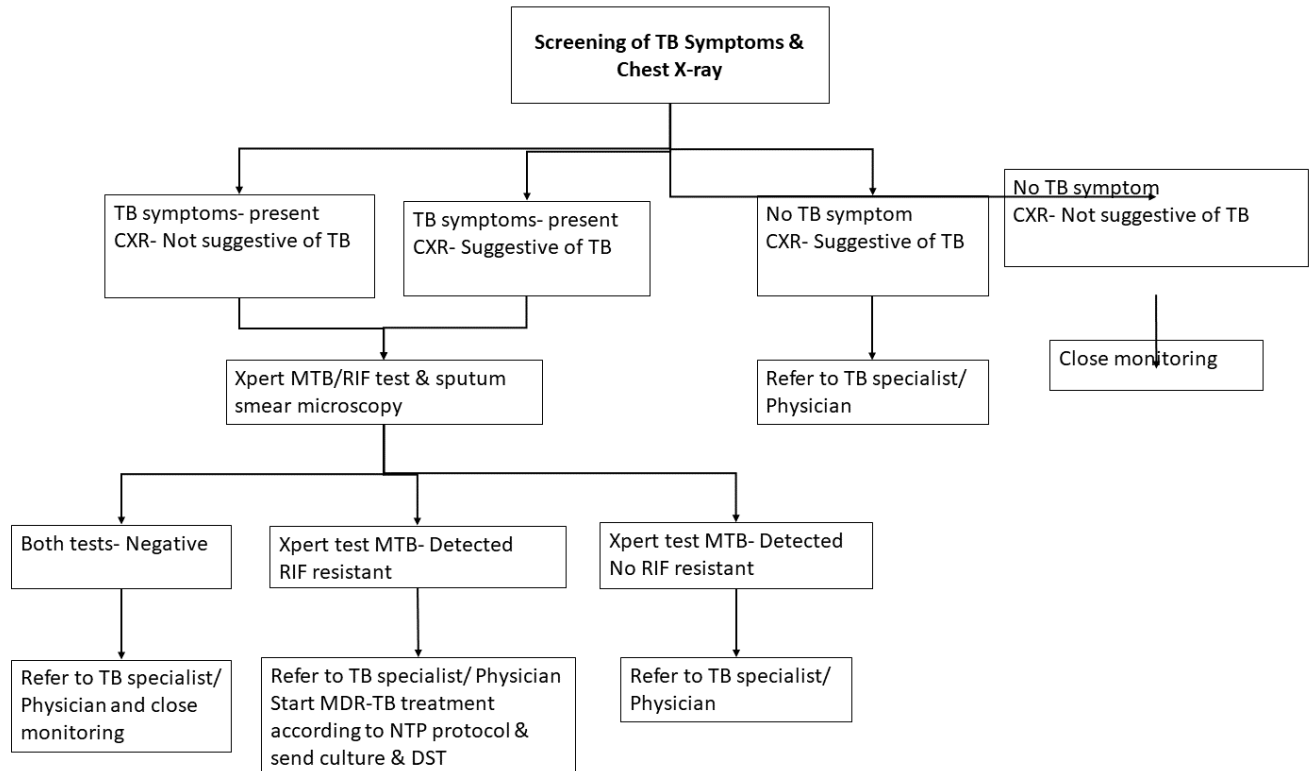 Screening of TB Symptoms &
Chest X-ray
TB symptoms- present
CXR- Not suggestive of TB
TB symptoms- present
CXR- Suggestive of TB
No TB symptom
CXR- Suggestive of TB
No TB symptom
CXR- Not suggestive of TB
Xpert MTB/RIF test & sputum
smear microscopy
Refer to TB specialist/
Physician
Close monitoring
Both tests- Negative
Xpert test MTB- Detected
RIF resistant
Xpert test MTB- Detected
No RIF resistant
Refer to TB specialist/
Physician and close
monitoring
Refer to TB specialist/ Physician
Start MDR-TB treatment
according to NTP protocol &
send culture & DST
Refer to TB specialist/
Physician